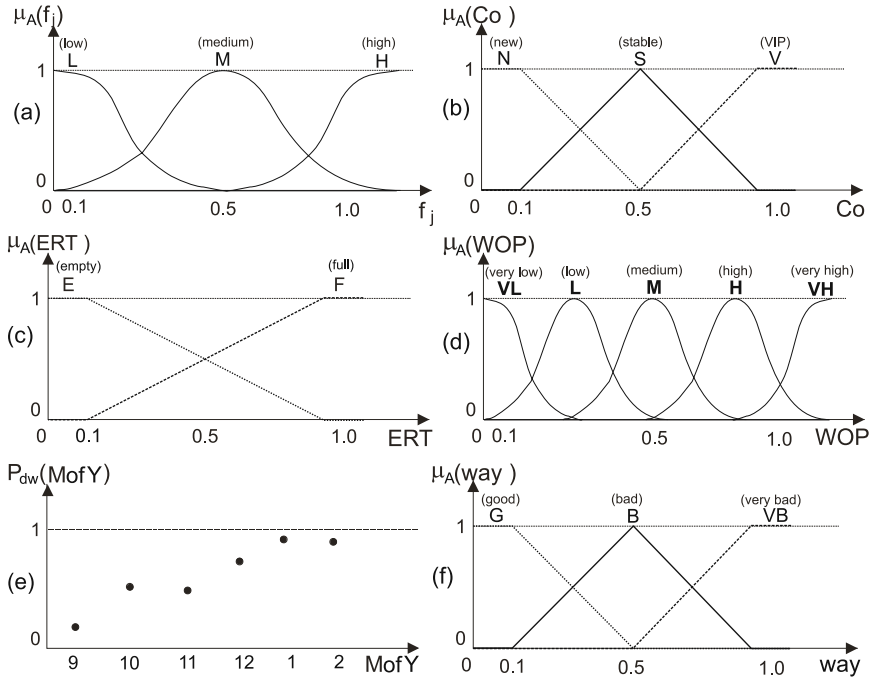 μA(fj)
(low) (medium) (high)
L M H
1
(a)
0
0 0.1 0.5 1.0 fj
μA(Co)
(new) (stable) (VIP)
N S V
1
(b)
0
0 0.1 0.5 1.0 Co
μA(ERT)
(empty) (full)
E F
1
(c)
0
0 0.1 0.5 1.0 ERT
μA(WOP)
(very low) (low) (medium) (high) (very high)
VL L M H VH
1
(d)
0
0 0.1 0.5 1.0 WOP
Pdw(MofY)
1
(e)
0
9 10 11 12 1 2 MofY
μA(way)
(good) (bad) (very bad)
G B VB
1
(f)
0
0 0.1 0.5 1.0 way